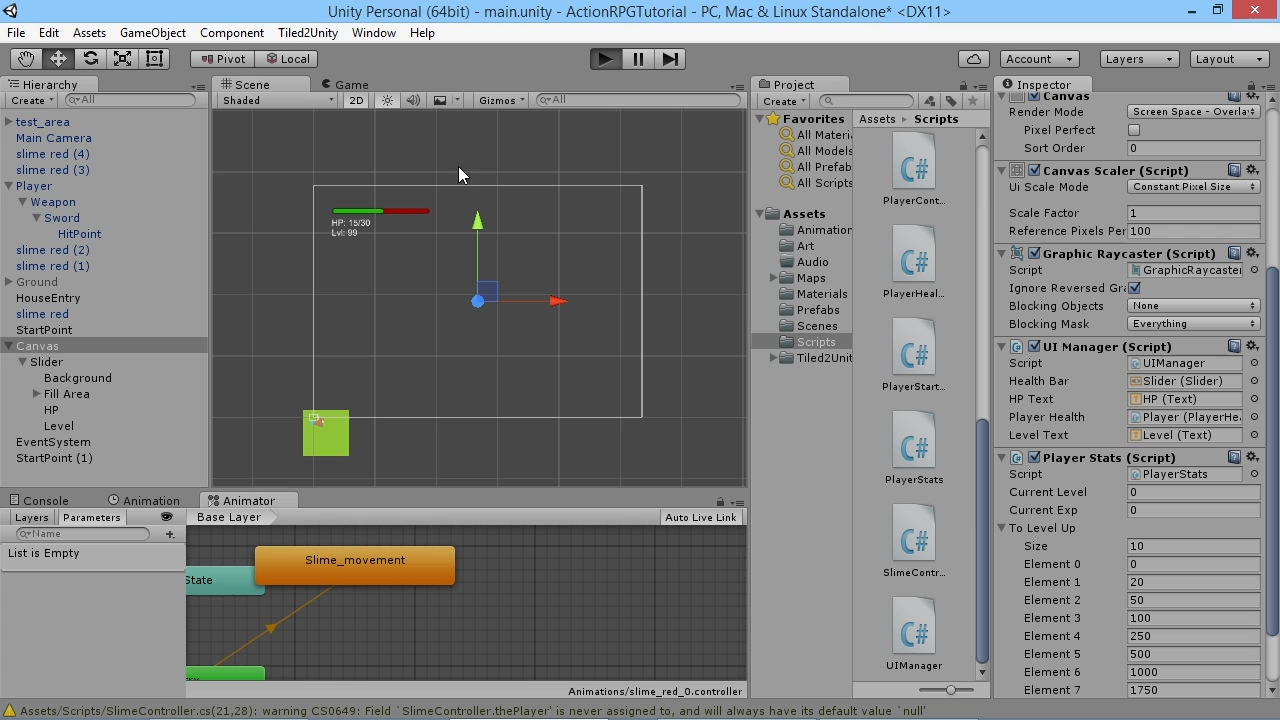 Unity Personal (64bit) - main.unity - ActionRPGTutorial - PC, Mac & Linux Standalone* <DX11>
File Edit Assets GameObject Component Tiled2Unity Window Help
Pivot Local Account Layers Layout
Hierarchy
Create All
test_area
Main Camera
slime red (4)
slime red (3)
Player
Weapon
Sword
HitPoint
slime red (2)
slime red (1)
Ground
HouseEntry
slime red
StartPoint
Canvas
Slider
Background
Fill Area
HP
Level
EventSystem
StartPoint (1)
Scene Game
Shaded 2D Gizmos All
HP: 15/30
Lvl: 99
Console Animation Animator
Layers Parameters Base Layer Auto Live Link
Name
List is Empty
State
Slime_movement
Animations/slime_red_0.controller
Project
Create
Favorites
All Materi
All Models
All Prefab
All Scripts
Assets
Animation
Art
Audio
Maps
Materials
Prefabs
Scenes
Scripts
Tiled2Unit
Assets Scripts
PlayerCont...
PlayerHeal...
PlayerStart...
PlayerStats
SlimeContr...
UIManager
Inspector
Canvas
Render Mode Screen Space - Overlay
Pixel Perfect
Sort Order 0
Canvas Scaler (Script)
Ui Scale Mode Constant Pixel Size
Scale Factor 1
Reference Pixels Per 100
Graphic Raycaster (Script)
Script GraphicRaycaster
Ignore Reversed Gra
Blocking Objects None
Blocking Mask Everything
UI Manager (Script)
Script UIManager
Health Bar Slider (Slider)
HP Text HP (Text)
Player Health Player (PlayerHe
Level Text Level (Text)
Player Stats (Script)
Script PlayerStats
Current Level 0
Current Exp 0
To Level Up
Size 10
Element 0 0
Element 1 20
Element 2 50
Element 3 100
Element 4 250
Element 5 500
Element 6 1000
Element 7 1750
Assets/Scripts/SlimeController.cs(21,28): warning CS0649: Field `SlimeController.thePlayer' is never assigned to, and will always have its default value `null'